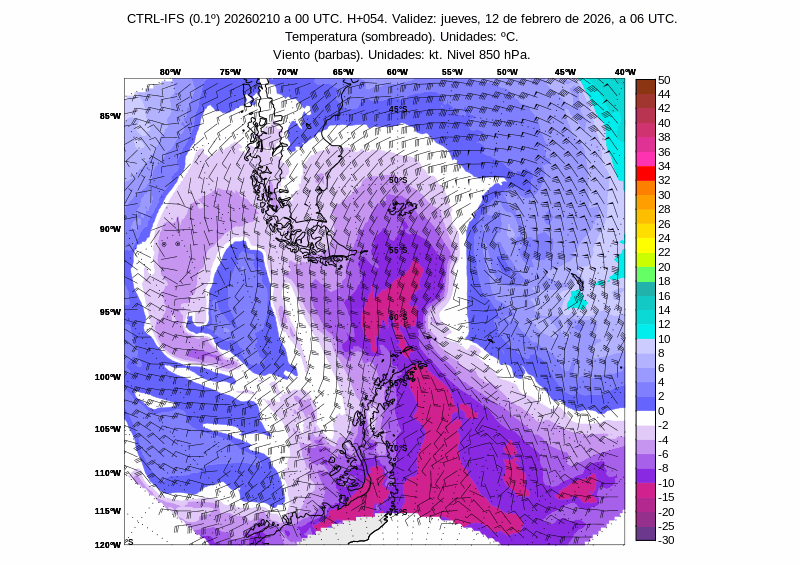 CTRL-IFS (0.1º) 20260210 a 00 UTC. H+054. Validez: jueves, 12 de febrero de 2026, a 06 UTC.
Temperatura (sombreado). Unidades: ºC.
Viento (barbas). Unidades: kt. Nivel 850 hPa.
80°W 75°W 70°W 65°W 60°W 55°W 50°W 45°W 40°W
85°W
90°W
95°W
100°W
105°W
110°W
115°W
120°W
45°S
50°S
55°S
60°S
65°S
70°S
75°S
°S
50
44
42
40
38
36
34
32
30
28
26
24
22
20
18
16
14
12
10
8
6
4
2
0
-2
-4
-6
-8
-10
-15
-20
-25
-30